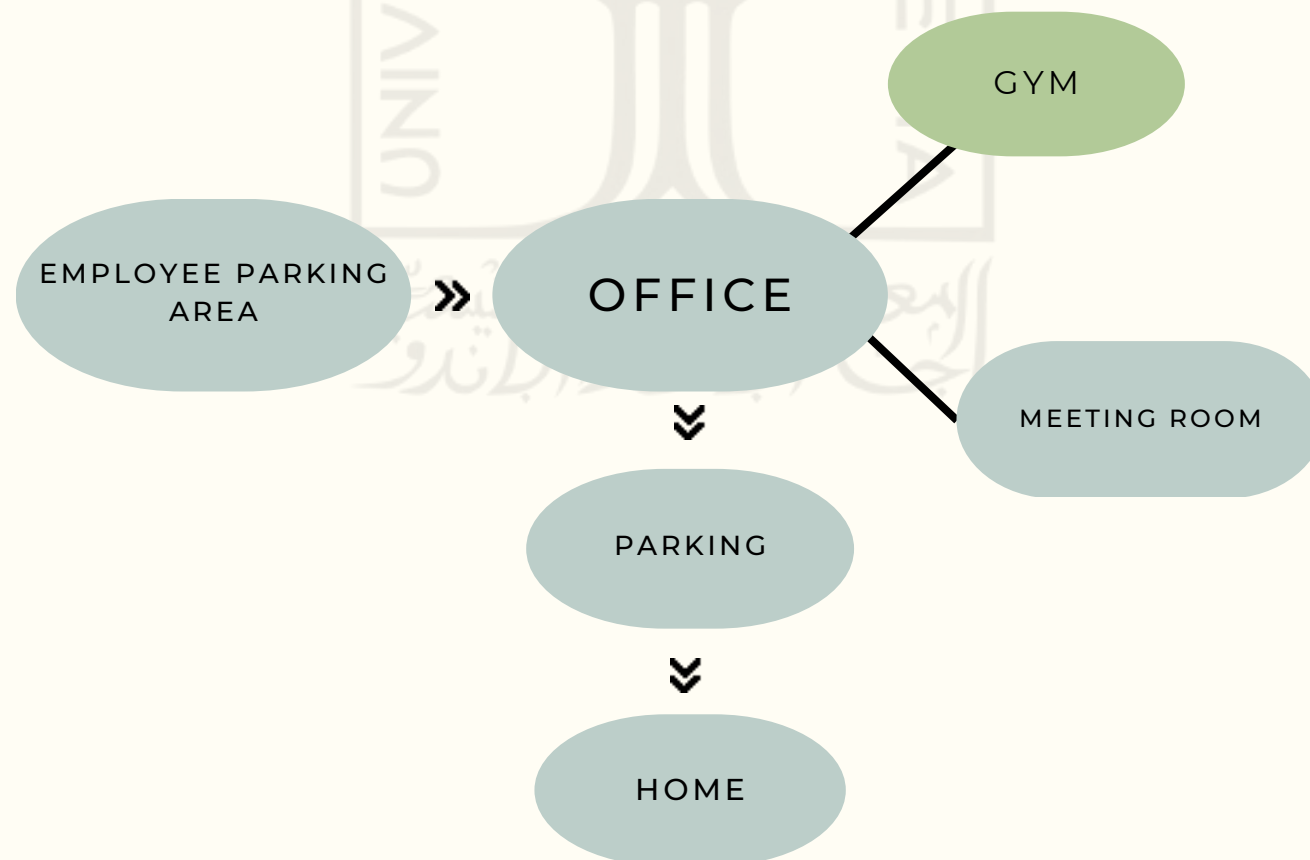 GYM
EMPLOYEE PARKING
AREA
OFFICE
MEETING ROOM
PARKING
HOME